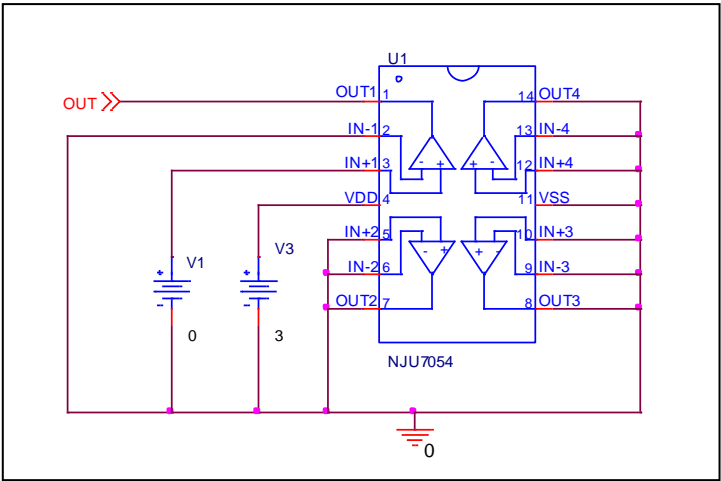 U1
OUT
OUT1 1 14 OUT4
IN-1 2 13 IN-4
IN+1 3 12 IN+4
VDD 4 11 VSS
IN+2 5 10 IN+3
IN-2 6 9 IN-3
OUT2 7 8 OUT3
- + - +
- + + -
V1
V3
+ +
- -
0
3
NJU7054
0